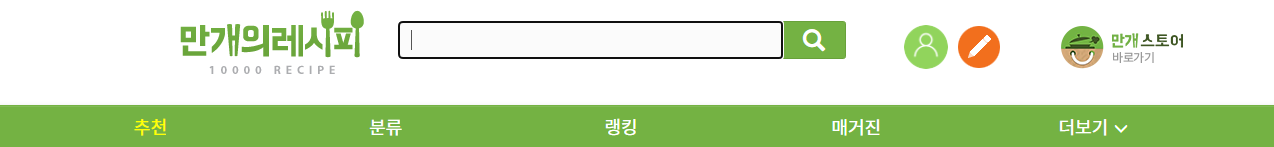 만개의레시피
10000 RECIPE
만개 스토어
바로가기
추천 분류 랭킹 매거진 더보기